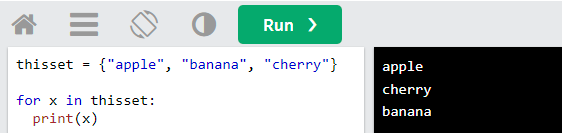 Run ❯
thisset = {"apple", "banana", "cherry"}
for x in thisset:
  print(x)
apple
cherry
banana